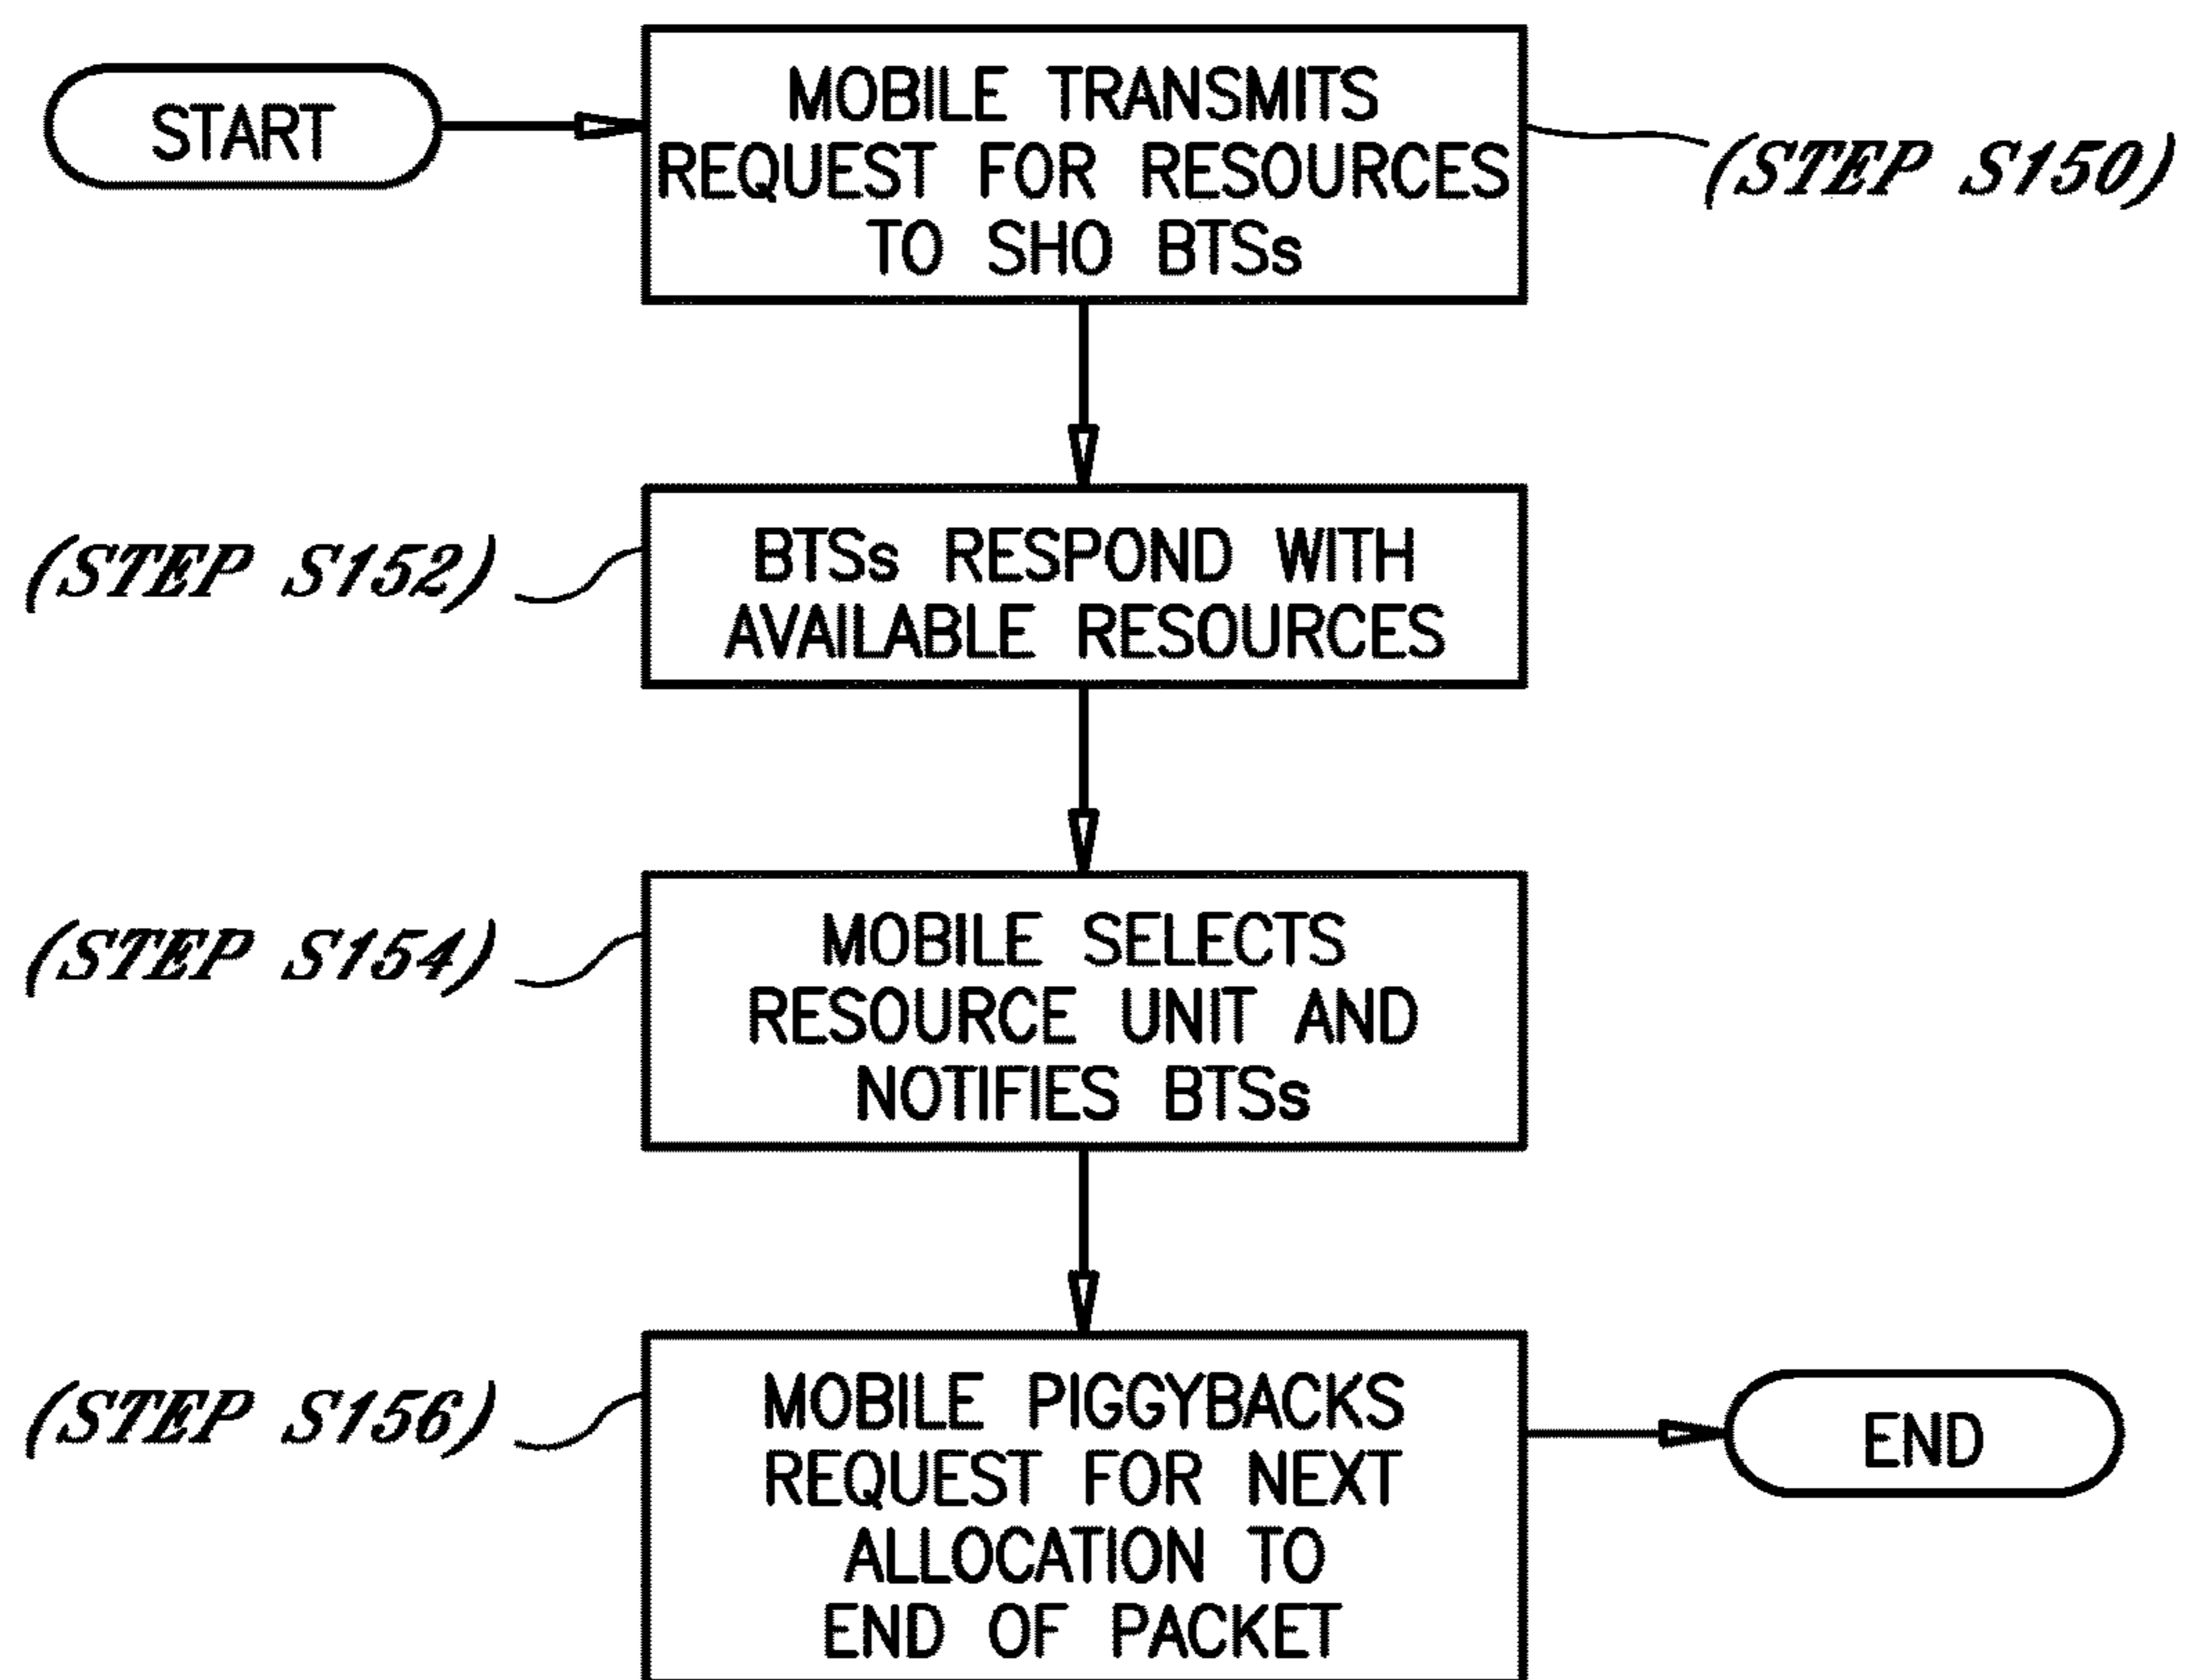 START
MOBILE TRANSMITS
REQUEST FOR RESOURCES
TO SHO BTSs
(STEP S150)
(STEP S152)
BTSs RESPOND WITH
AVAILABLE RESOURCES
(STEP S154)
MOBILE SELECTS
RESOURCE UNIT AND
NOTIFIES BTSs
(STEP S156)
MOBILE PIGGYBACKS
REQUEST FOR NEXT
ALLOCATION TO
END OF PACKET
END